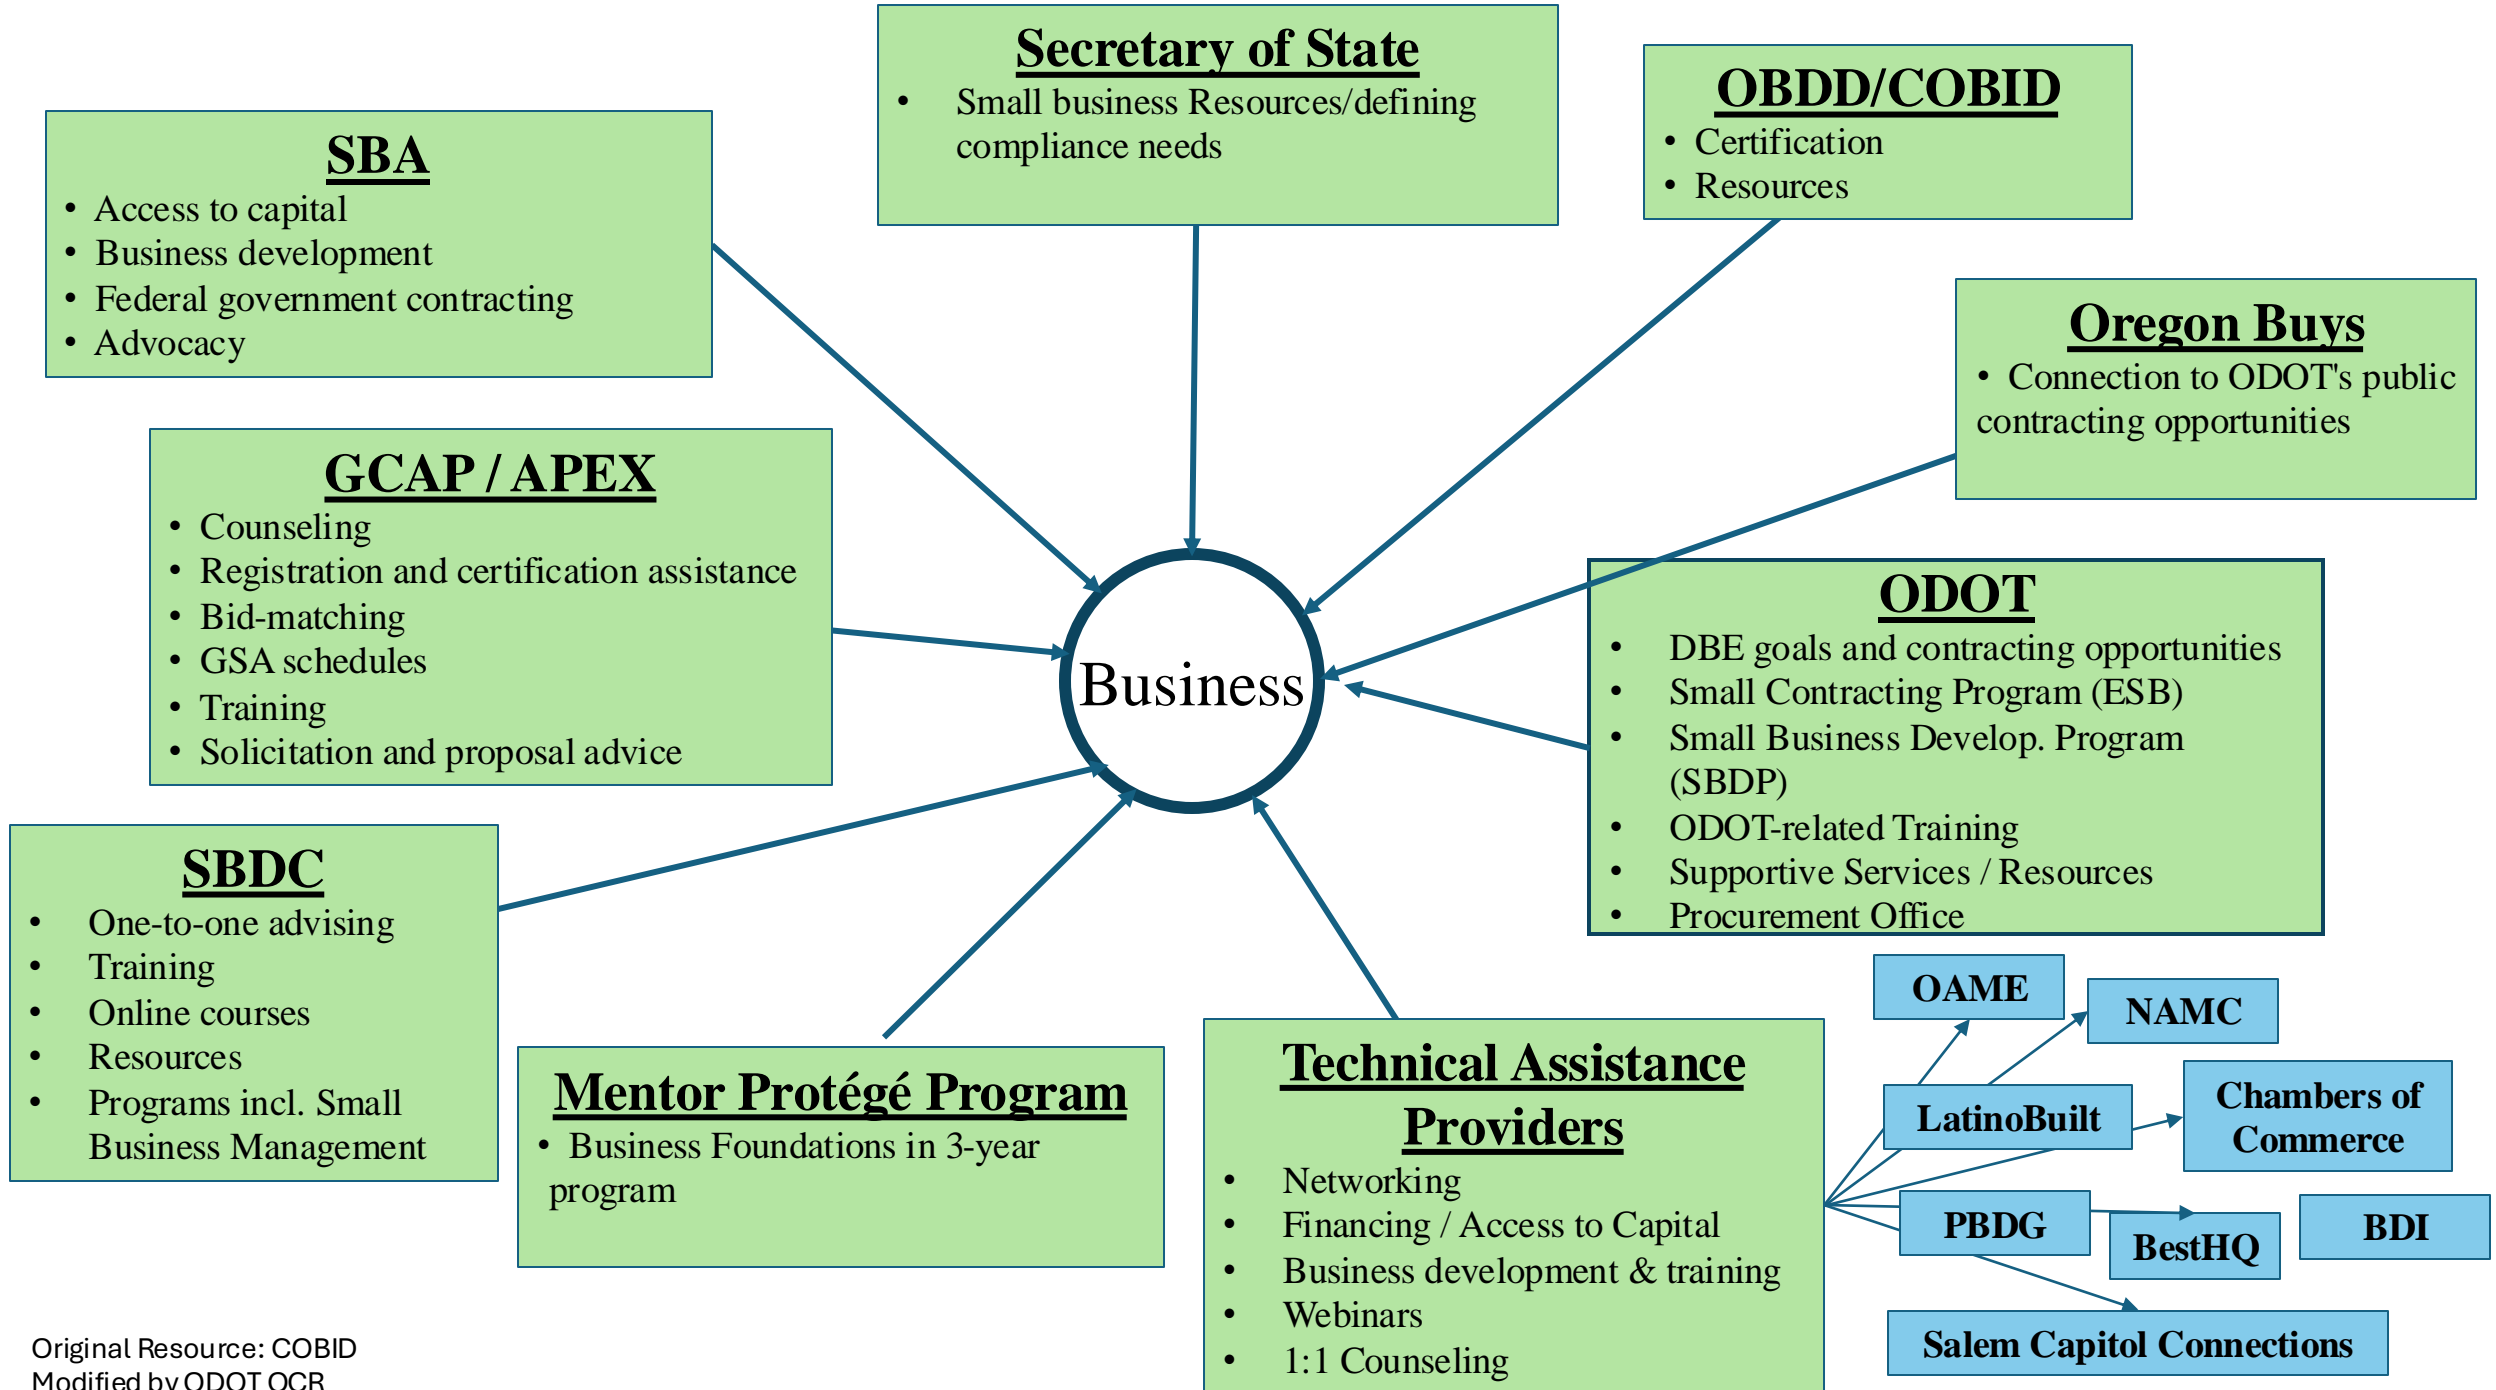 Secretary of State
• Small business Resources/defining
compliance needs
OBDD/COBID
• Certification
• Resources
SBA
• Access to capital
• Business development
• Federal government contracting
• Advocacy
Oregon Buys
• Connection to ODOT's public
contracting opportunities
GCAP / APEX
• Counseling
• Registration and certification assistance
• Bid-matching
• GSA schedules
• Training
• Solicitation and proposal advice
Business
ODOT
• DBE goals and contracting opportunities
• Small Contracting Program (ESB)
• Small Business Develop. Program
(SBDP)
• ODOT-related Training
• Supportive Services / Resources
• Procurement Office
SBDC
• One-to-one advising
• Training
• Online courses
• Resources
• Programs incl. Small
Business Management
Mentor Protégé Program
• Business Foundations in 3-year
program
Technical Assistance
Providers
• Networking
• Financing / Access to Capital
• Business development & training
• Webinars
• 1:1 Counseling
OAME
NAMC
LatinoBuilt
Chambers of
Commerce
PBDG
BestHQ
BDI
Salem Capitol Connections
Original Resource: COBID
Modified by ODOT OCR